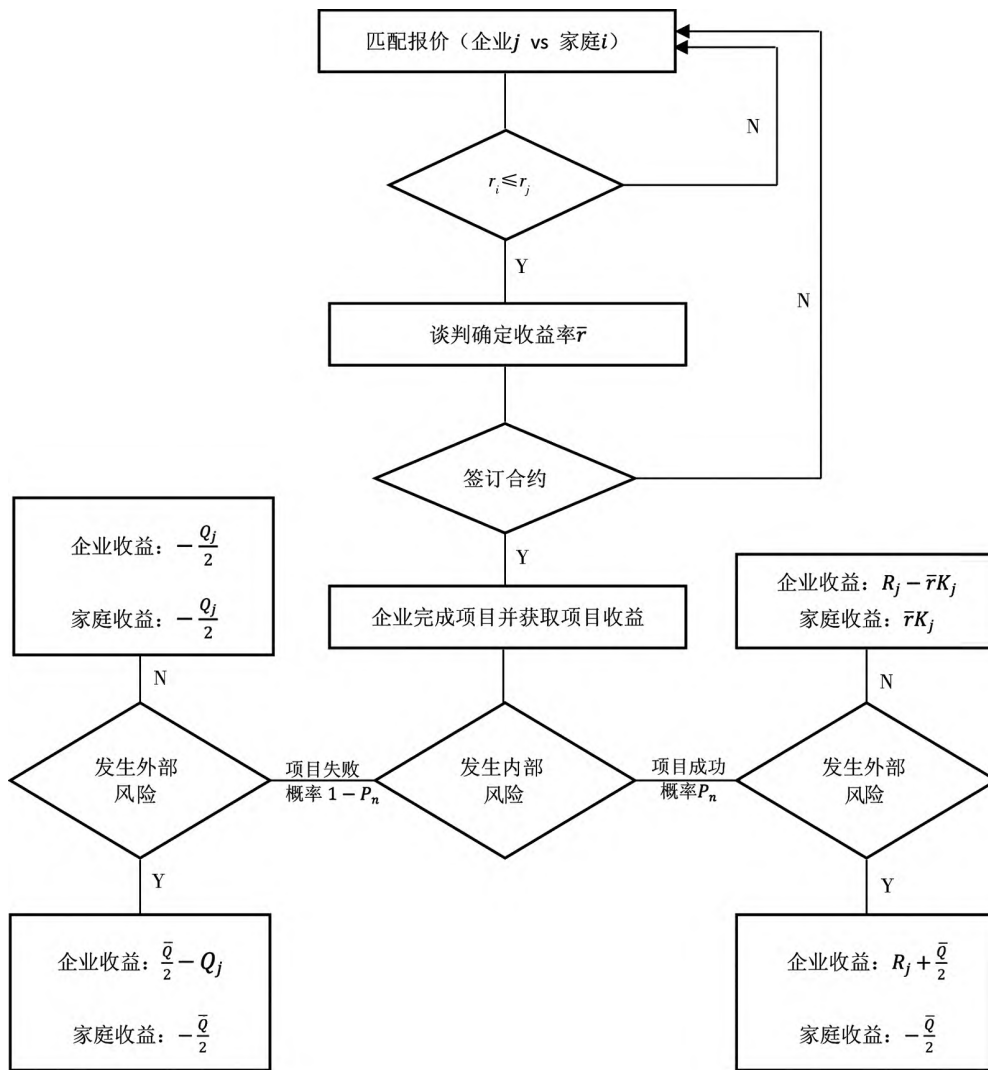 匹配报价（企业j vs 家庭i）
N
r_i≤r_j
Y
N
谈判确定收益率r̄
签订合约
Y
企业收益：−Q_j/2
家庭收益：−Q_j/2
企业完成项目并获取项目收益
企业收益：R_j − r̄K_j
家庭收益：r̄K_j
N
N
发生外部
风险
项目失败
概率 1−P_n
发生内部
风险
项目成功
概率P_n
发生外部
风险
Y
Y
企业收益：Q̄/2 − Q_j
家庭收益：−Q̄/2
企业收益：R_j + Q̄/2
家庭收益：−Q̄/2